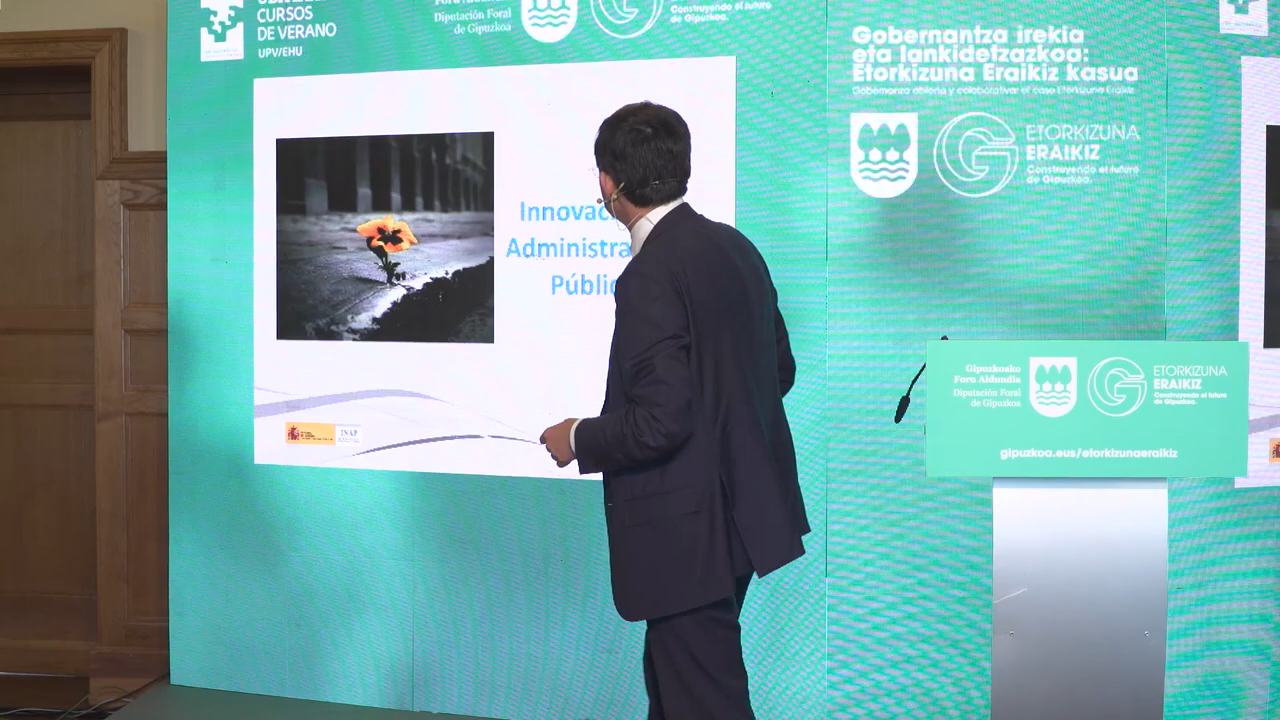 CURSOS
DE VERANO
UPV/EHU
Diputación Foral
de Gipuzkoa
Construyendo el futuro
de Gipuzkoa.
Innovac
Administra
Públic
INAP
Gobernantza irekia
eta lankidetzazkoa:
Etorkizuna Eraikiz kasua
Gobernanza abierta y colaborativa: el caso Etorkizuna Eraikiz
ETORKIZUNA
ERAIKIZ
Construyendo el futuro
de Gipuzkoa.
Gipuzkoako
Foru Aldundia
Diputación Foral
de Gipuzkoa
ETORKIZUNA
ERAIKIZ
Construyendo el futuro
de Gipuzkoa.
gipuzkoa.eus/etorkizunaeraikiz